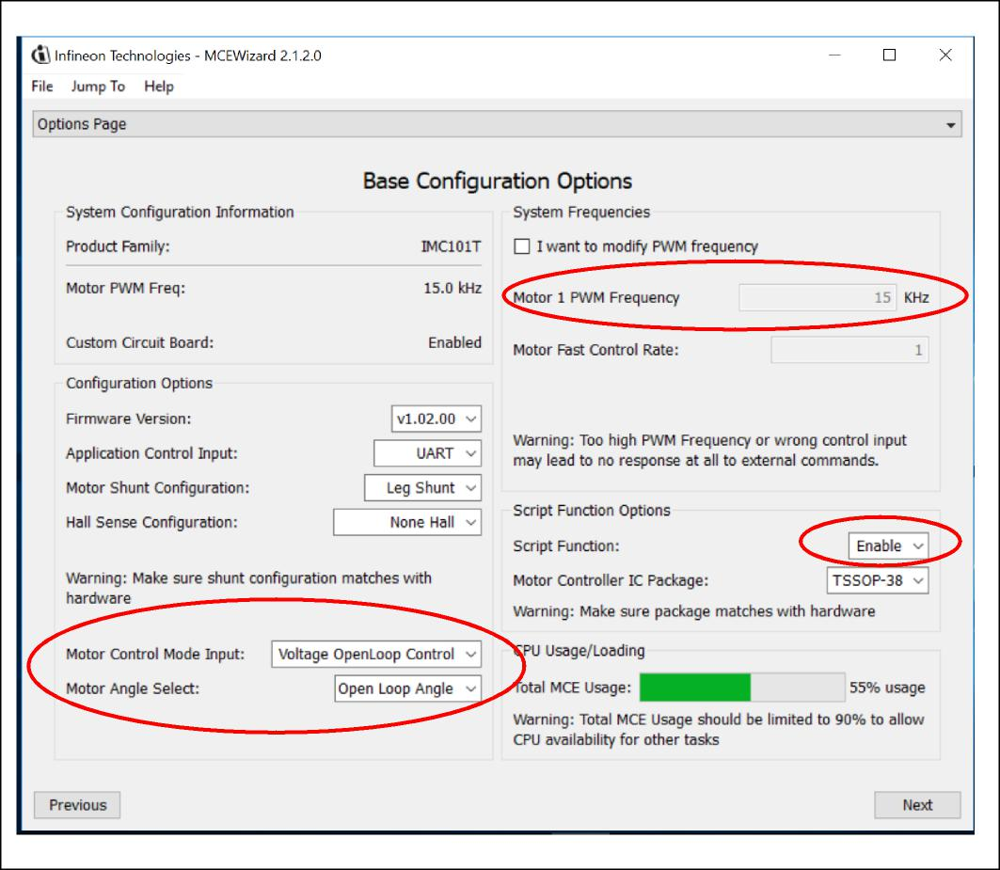 Infineon Technologies - MCEWizard 2.1.2.0
File Jump To Help
Options Page
Base Configuration Options
System Configuration Information
Product Family: IMC101T
Motor PWM Freq: 15.0 kHz
Custom Circuit Board: Enabled
Configuration Options
Firmware Version: v1.02.00
Application Control Input: UART
Motor Shunt Configuration: Leg Shunt
Hall Sense Configuration: None Hall
Warning: Make sure shunt configuration matches with
hardware
Motor Control Mode Input: Voltage OpenLoop Control
Motor Angle Select: Open Loop Angle
System Frequencies
I want to modify PWM frequency
Motor 1 PWM Frequency 15 KHz
Motor Fast Control Rate: 1
Warning: Too high PWM Frequency or wrong control input
may lead to no response at all to external commands.
Script Function Options
Script Function: Enable
Motor Controller IC Package: TSSOP-38
Warning: Make sure package matches with hardware
CPU Usage/Loading
Total MCE Usage: 55% usage
Warning: Total MCE Usage should be limited to 90% to allow
CPU availability for other tasks
Previous Next